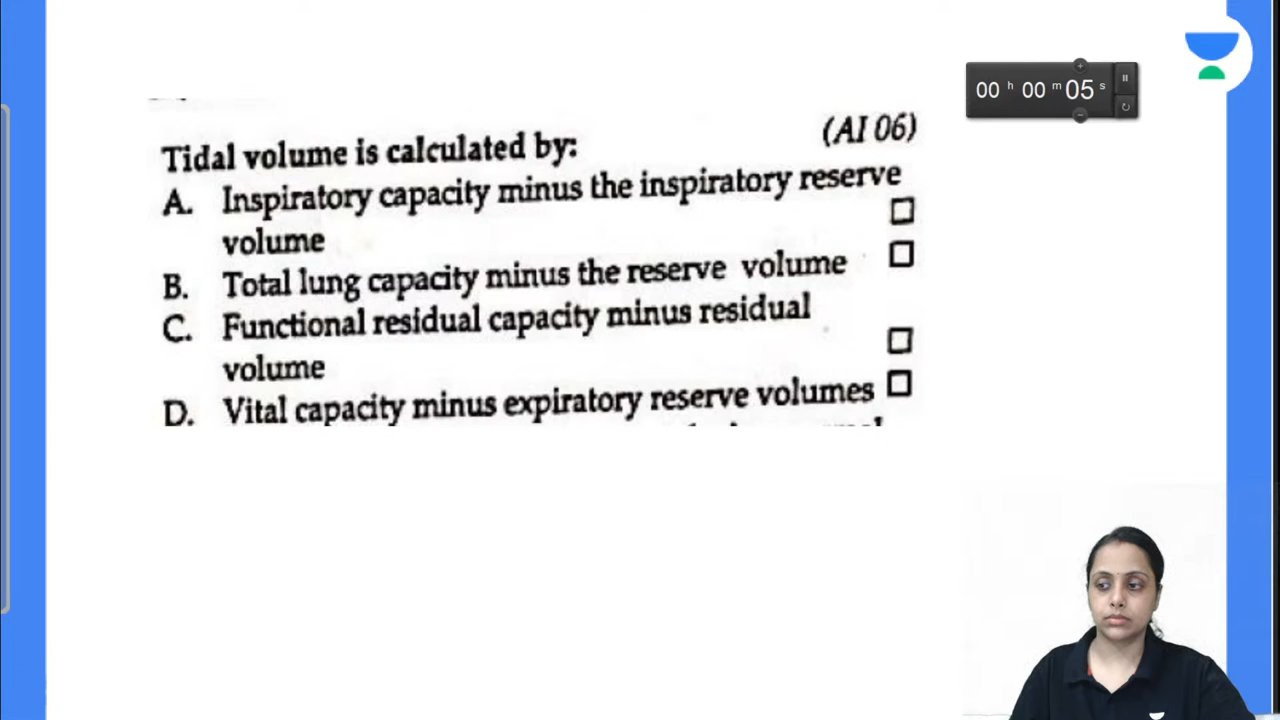 00 h 00 m 05 s
(AI 06)
Tidal volume is calculated by:
A. Inspiratory capacity minus the inspiratory reserve
volume
B. Total lung capacity minus the reserve volume
C. Functional residual capacity minus residual
volume
D. Vital capacity minus expiratory reserve volumes